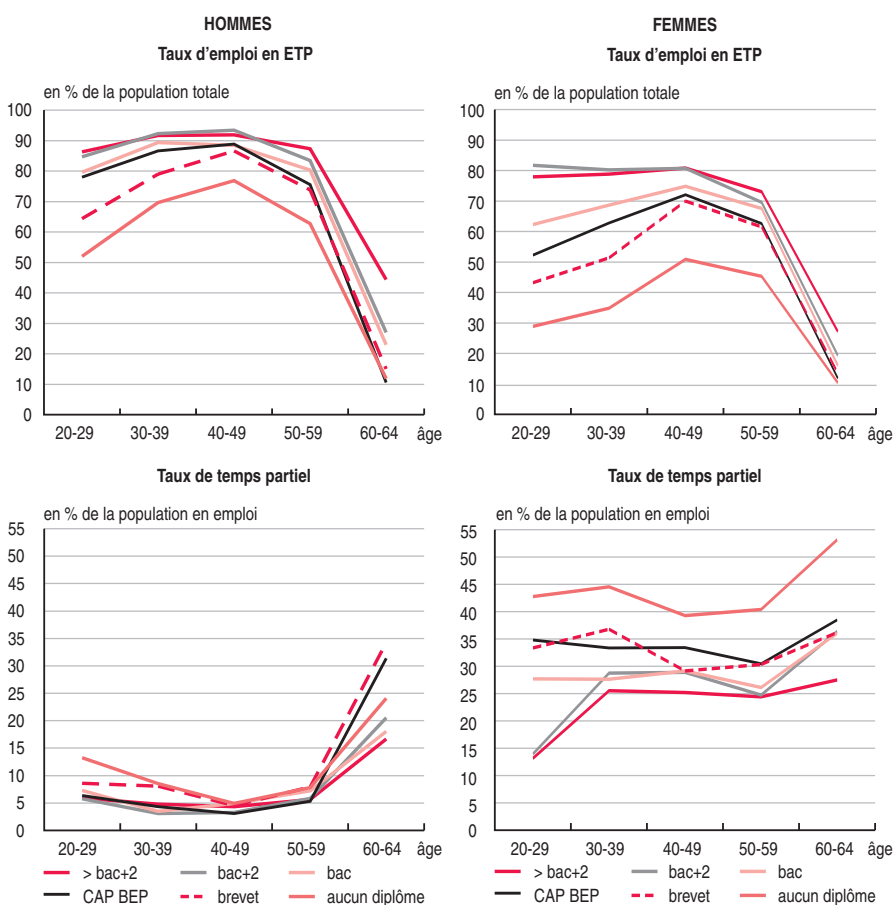 HOMMES
Taux d'emploi en ETP
en % de la population totale
100
90
80
70
60
50
40
30
20
10
0
20-29 30-39 40-49 50-59 60-64 âge
FEMMES
Taux d'emploi en ETP
en % de la population totale
100
90
80
70
60
50
40
30
20
10
0
20-29 30-39 40-49 50-59 60-64 âge
Taux de temps partiel
en % de la population en emploi
55
50
45
40
35
30
25
20
15
10
5
0
20-29 30-39 40-49 50-59 60-64 âge
> bac+2 bac+2 bac
CAP BEP brevet aucun diplôme
Taux de temps partiel
en % de la population en emploi
55
50
45
40
35
30
25
20
15
10
5
0
20-29 30-39 40-49 50-59 60-64 âge
> bac+2 bac+2 bac
CAP BEP brevet aucun diplôme